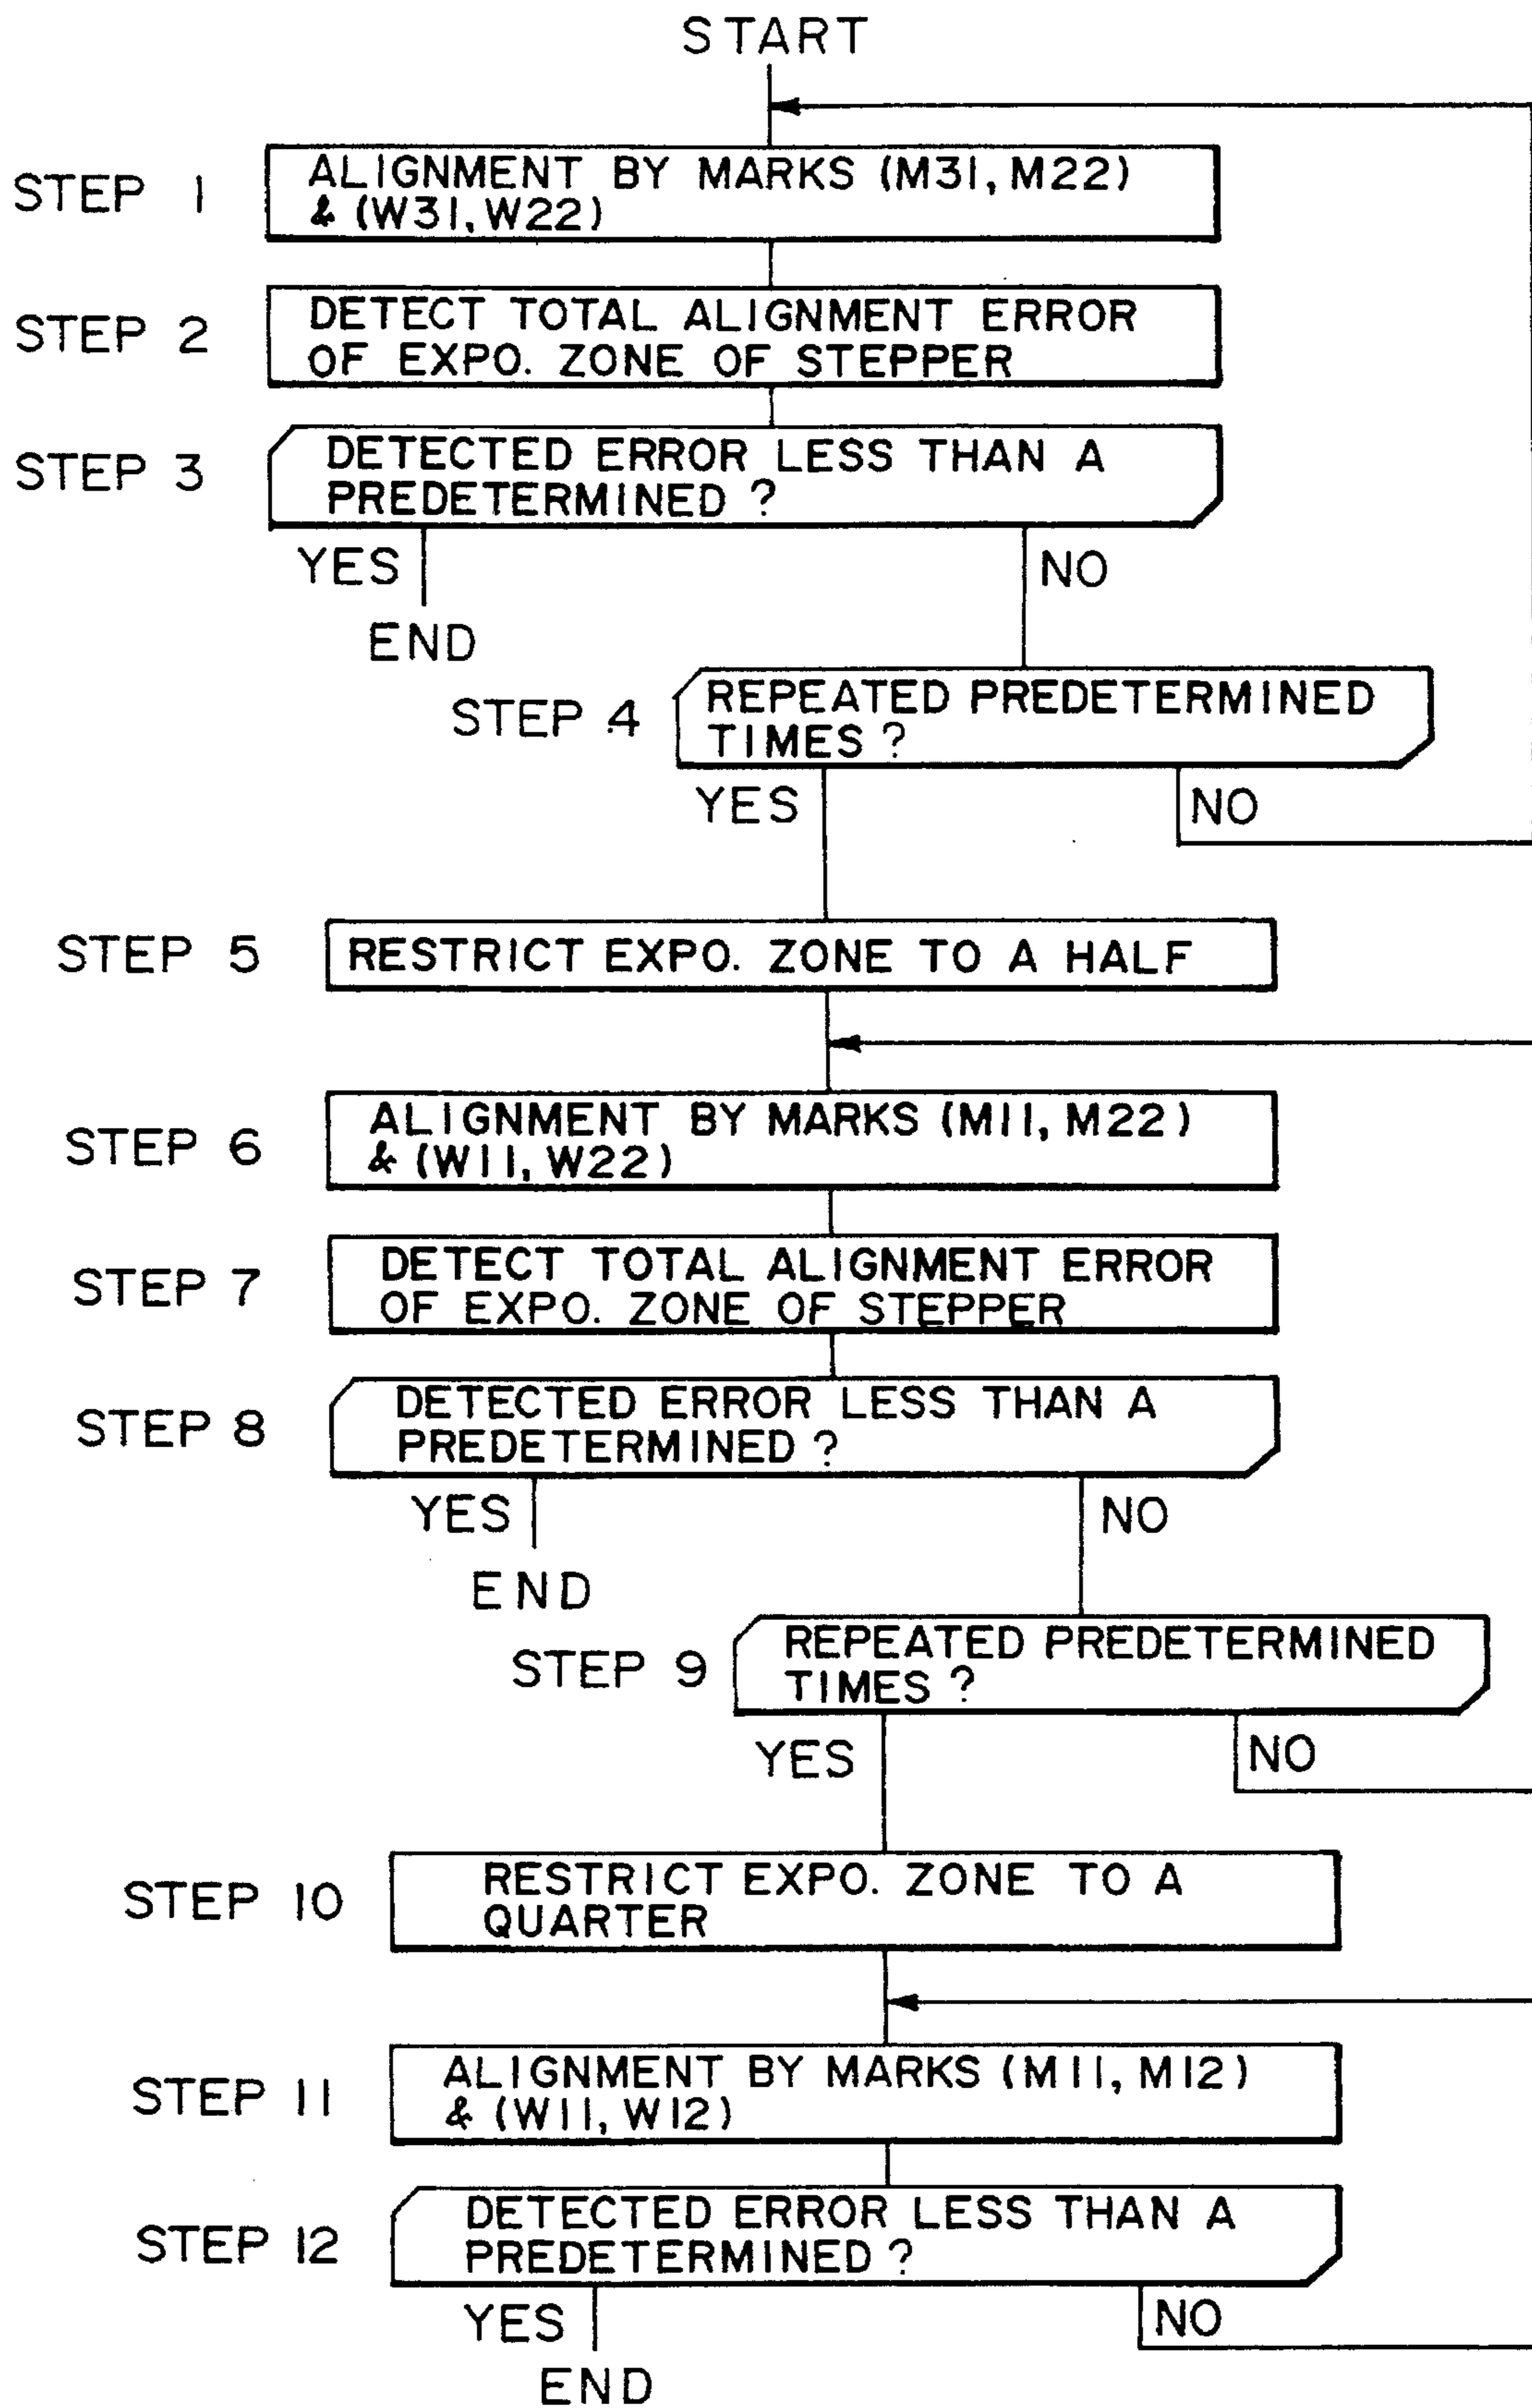 START
STEP 1
ALIGNMENT BY MARKS (M31, M22)
& (W31, W22)
STEP 2
DETECT TOTAL ALIGNMENT ERROR
OF EXPO. ZONE OF STEPPER
STEP 3
DETECTED ERROR LESS THAN A
PREDETERMINED ?
YES
NO
END
STEP 4
REPEATED PREDETERMINED
TIMES ?
YES
NO
STEP 5
RESTRICT EXPO. ZONE TO A HALF
STEP 6
ALIGNMENT BY MARKS (M11, M22)
& (W11, W22)
STEP 7
DETECT TOTAL ALIGNMENT ERROR
OF EXPO. ZONE OF STEPPER
STEP 8
DETECTED ERROR LESS THAN A
PREDETERMINED ?
YES
NO
END
STEP 9
REPEATED PREDETERMINED
TIMES ?
YES
NO
STEP 10
RESTRICT EXPO. ZONE TO A
QUARTER
STEP 11
ALIGNMENT BY MARKS (M11, M12)
& (W11, W12)
STEP 12
DETECTED ERROR LESS THAN A
PREDETERMINED ?
YES
NO
END